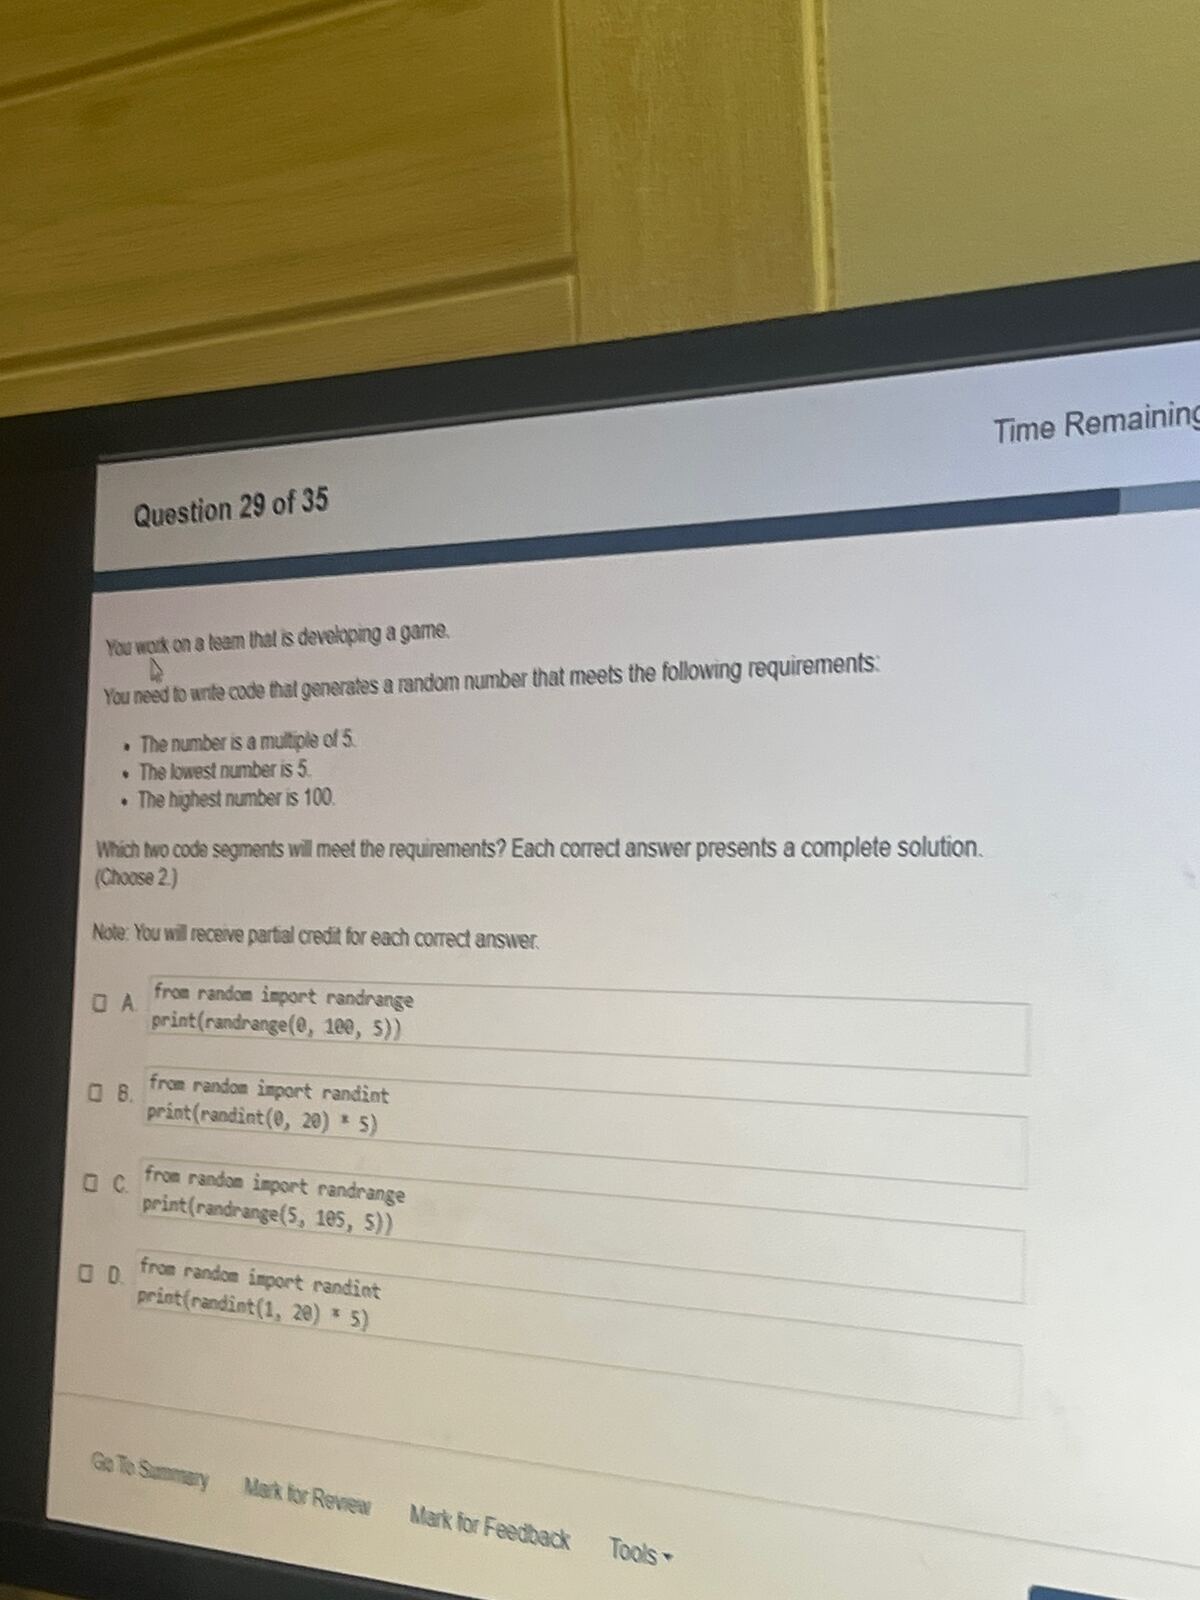 Time Remaining
Question 29 of 35
You work on a team that is developing a game.
You need to write code that generates a random number that meets the following requirements:
• The number is a multiple of 5.
• The lowest number is 5.
• The highest number is 100.
Which two code segments will meet the requirements? Each correct answer presents a complete solution.
(Choose 2.)
Note: You will receive partial credit for each correct answer.
A. from random import randrange
print(randrange(0, 100, 5))
B. from random import randint
print(randint(0, 20) * 5)
C. from random import randrange
print(randrange(5, 105, 5))
D. from random import randint
print(randint(1, 20) * 5)
Go To Summary Mark for Review Mark for Feedback Tools